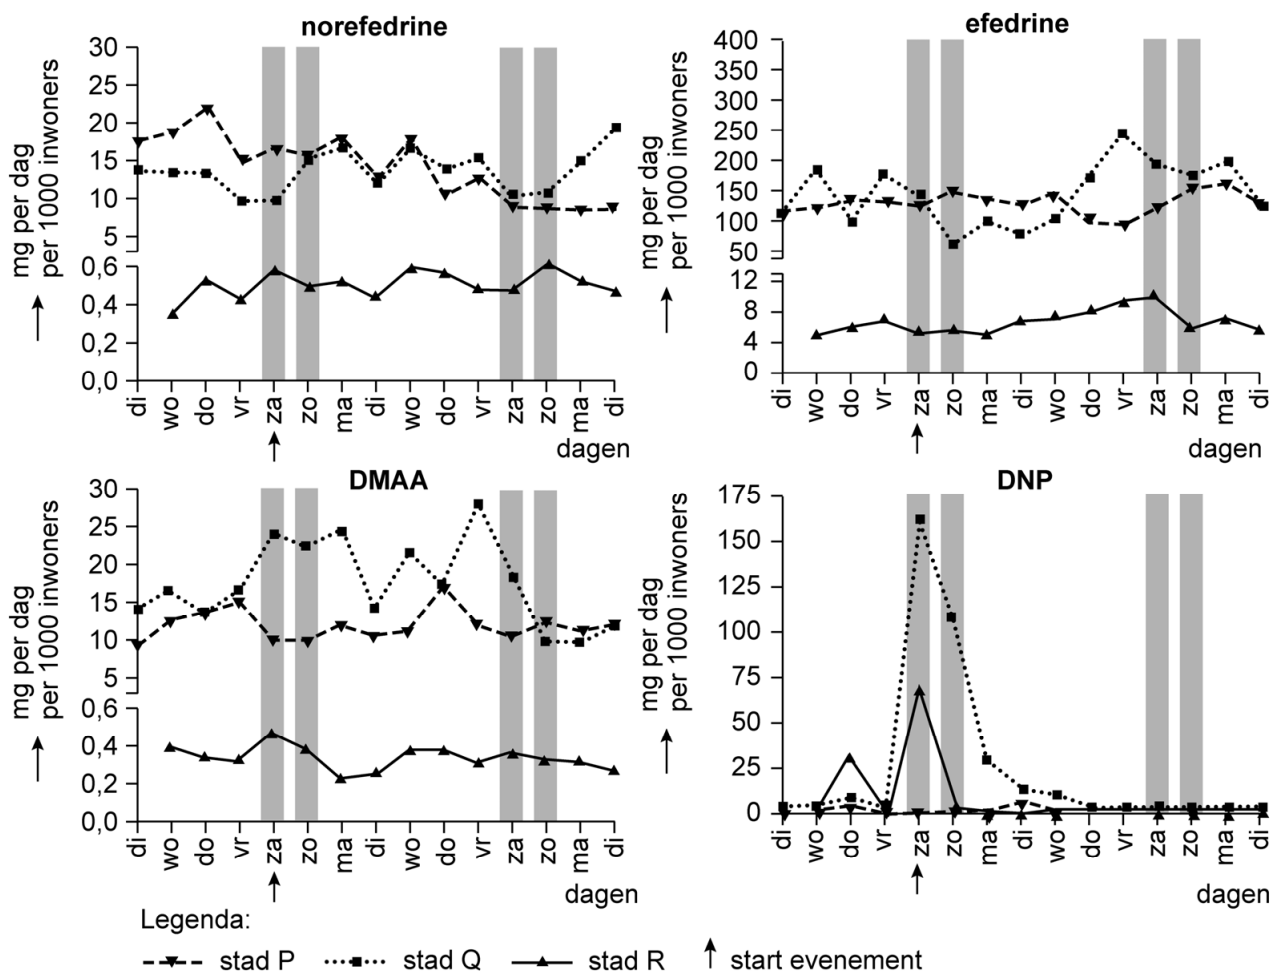 norefedrine
mg per dag
per 1000 inwoners
30
25
20
15
10
5
0,6
0,4
0,2
0,0
di wo do vr za zo ma di wo do vr za zo ma di
dagen
efedrine
mg per dag
per 1000 inwoners
400
350
300
250
200
150
100
50
12
8
4
0
di wo do vr za zo ma di wo do vr za zo ma di
dagen
DMAA
mg per dag
per 1000 inwoners
30
25
20
15
10
5
0,6
0,4
0,2
0,0
di wo do vr za zo ma di wo do vr za zo ma di
dagen
DNP
mg per dag
per 1000 inwoners
175
150
125
100
75
50
25
0
di wo do vr za zo ma di wo do vr za zo ma di
dagen
Legenda:
stad P stad Q stad R start evenement